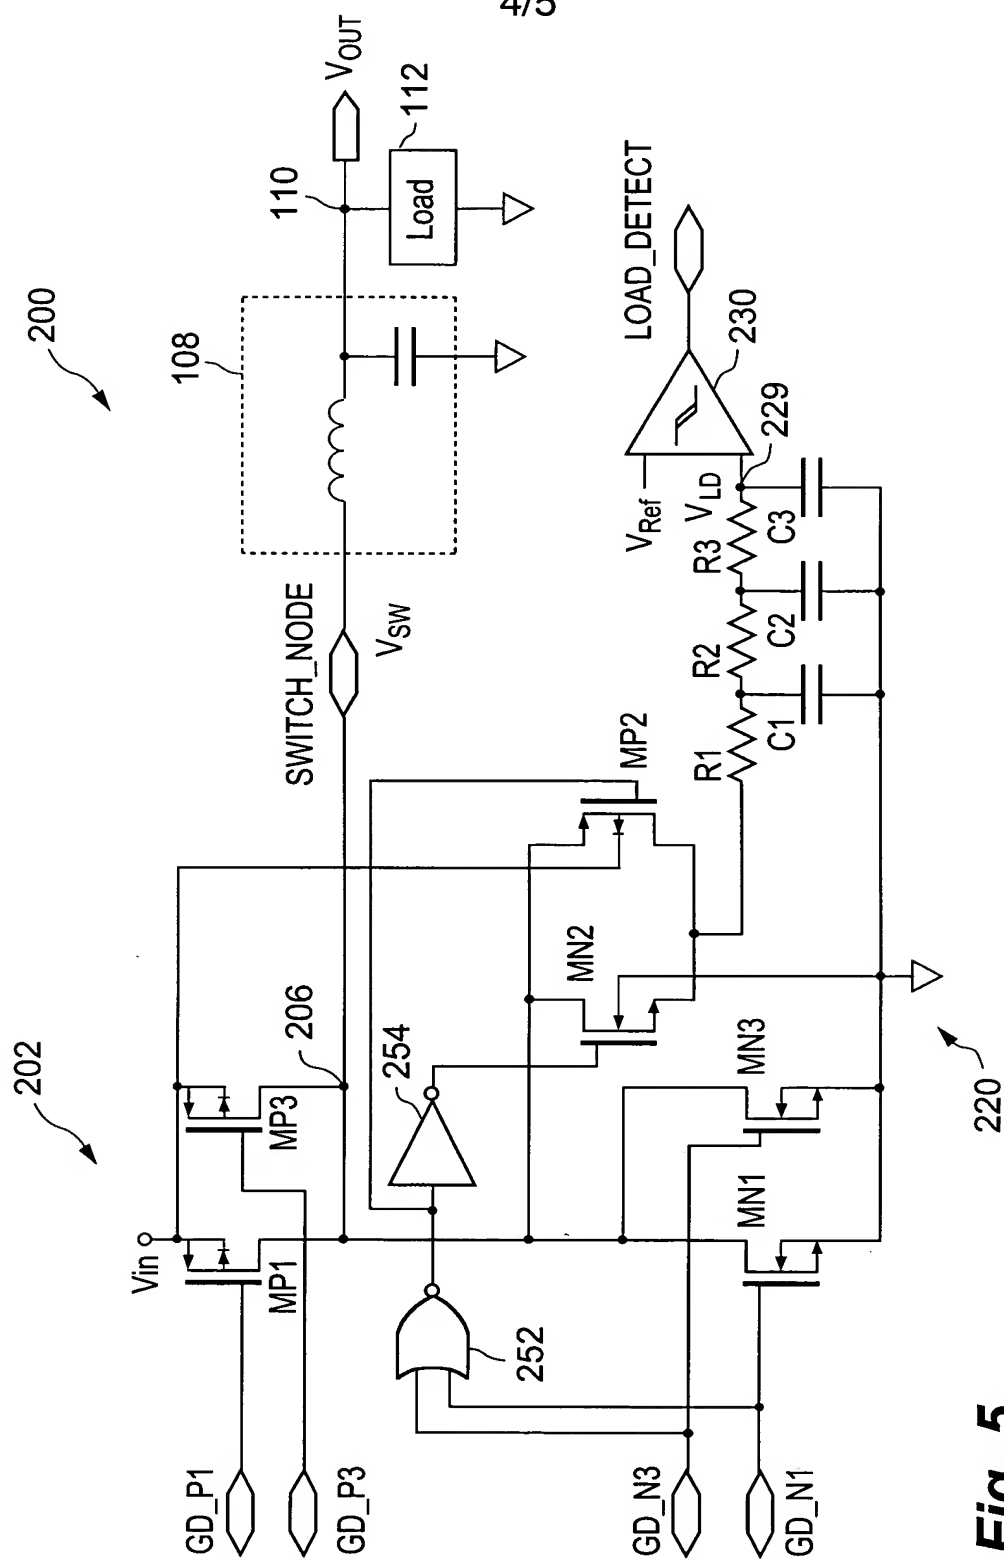 4/5
200
202
Vin
MP1
MP3
206
GD_P1
GD_P3
SWITCH_NODE
VSW
108
110
VOUT
Load
112
252
254
MN2
MP2
LOAD_DETECT
VRef
230
VLD
229
R1
R2
R3
C1
C2
C3
MN1
MN3
GD_N3
GD_N1
220
Fig. 5